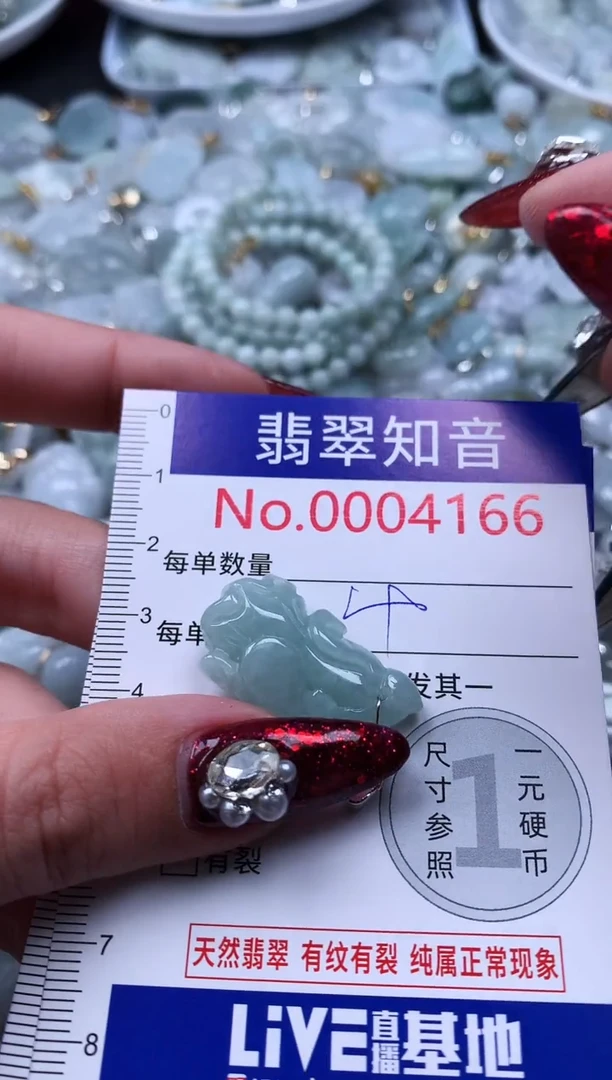 0
翡翠知音
1
No.0004166
2
每单数量
3
每单
中
4
发其一
尺寸参照
1
一元硬币
有裂
7
天然翡翠 有纹有裂 纯属正常现象
8
LiVE直播基地